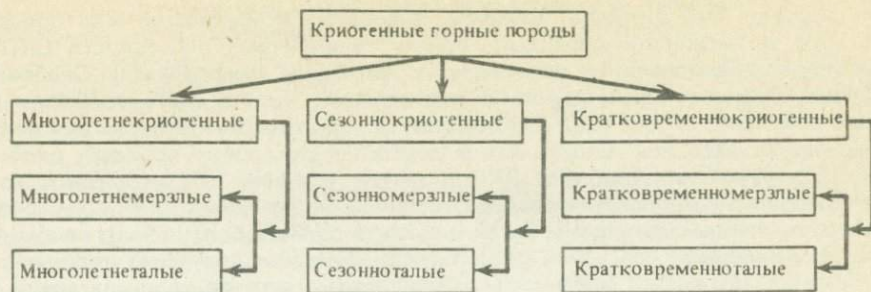 Криогенные горные породы
Многолетнекриогенные
Сезоннокриогенные
Кратковременнокриогенные
Многолетнемерзлые
Сезонномерзлые
Кратковременномерзлые
Многолетнеталые
Сезонноталые
Кратковременноталые